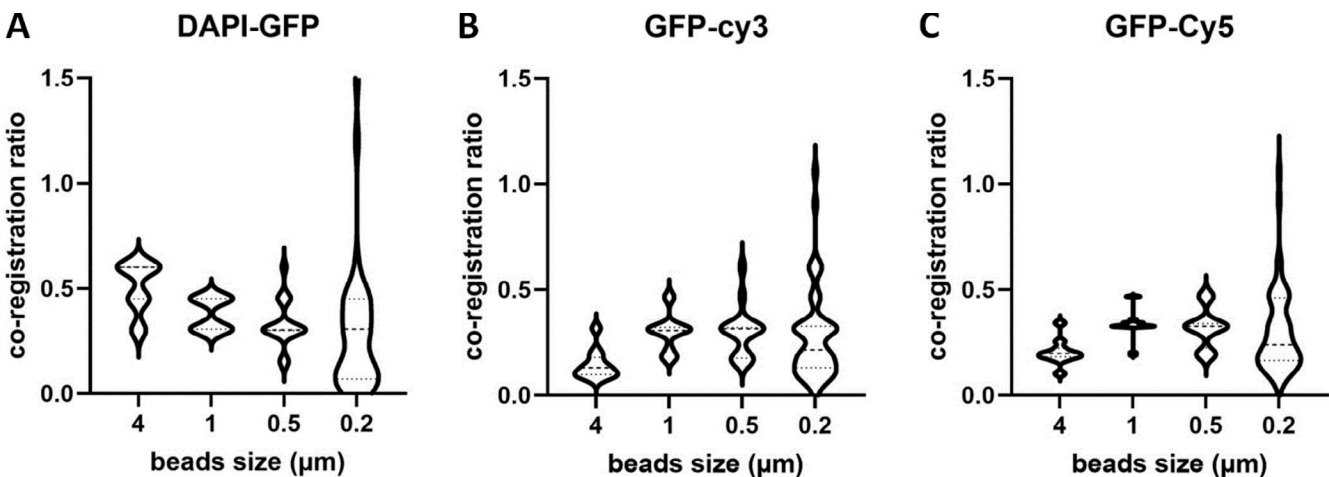 A DAPI-GFP
co-registration ratio
1.5
1.0
0.5
0.0
4 1 0.5 0.2
beads size (µm)
B GFP-cy3
co-registration ratio
1.5
1.0
0.5
0.0
4 1 0.5 0.2
beads size (µm)
C GFP-Cy5
co-registration ratio
1.5
1.0
0.5
0.0
4 1 0.5 0.2
beads size (µm)